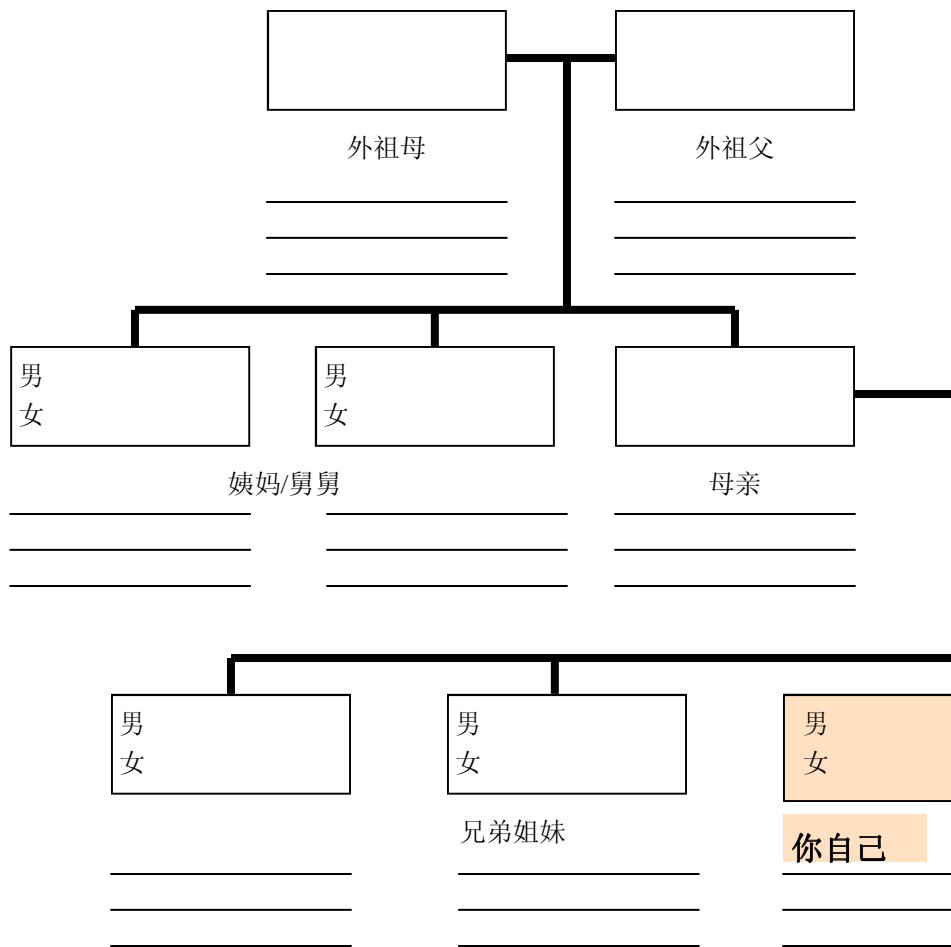 外祖母 外祖父
男 男
女 女
姨妈/舅舅 母亲
男 男 男
女 女 女
兄弟姐妹 你自己